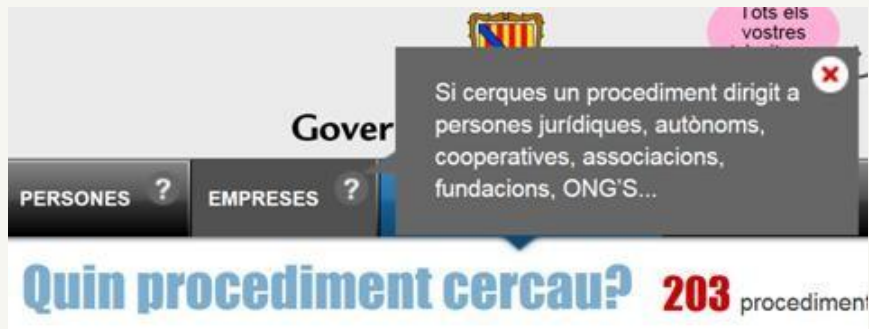 Tots els
vostres
Si cerques un procediment dirigit a
persones jurídiques, autònoms,
cooperatives, associacions,
fundacions, ONG'S...
Gover
PERSONES ?
EMPRESES ?
Quin procediment cercau?
203 procediment